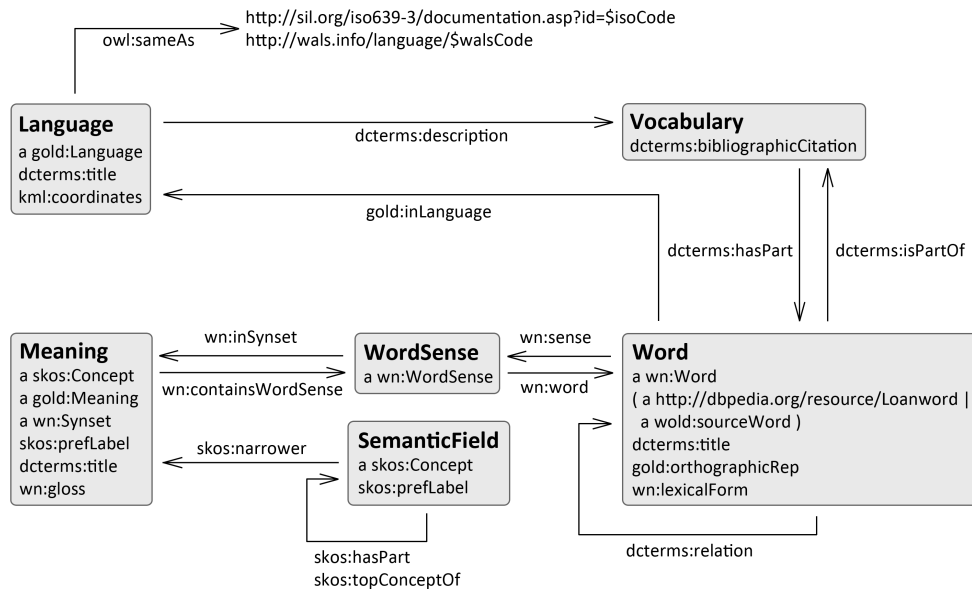 http://sil.org/iso639-3/documentation.asp?id=$isoCode
http://wals.info/language/$walsCode
owl:sameAs
Language
a gold:Language
dcterms:title
kml:coordinates
dcterms:description
Vocabulary
dcterms:bibliographicCitation
gold:inLanguage
dcterms:hasPart
dcterms:isPartOf
Meaning
a skos:Concept
a gold:Meaning
a wn:Synset
skos:prefLabel
dcterms:title
wn:gloss
wn:inSynset
wn:containsWordSense
WordSense
a wn:WordSense
wn:sense
wn:word
Word
a wn:Word
( a http://dbpedia.org/resource/Loanword |
a wold:sourceWord )
dcterms:title
gold:orthographicRep
wn:lexicalForm
skos:narrower
SemanticField
a skos:Concept
skos:prefLabel
skos:hasPart
skos:topConceptOf
dcterms:relation